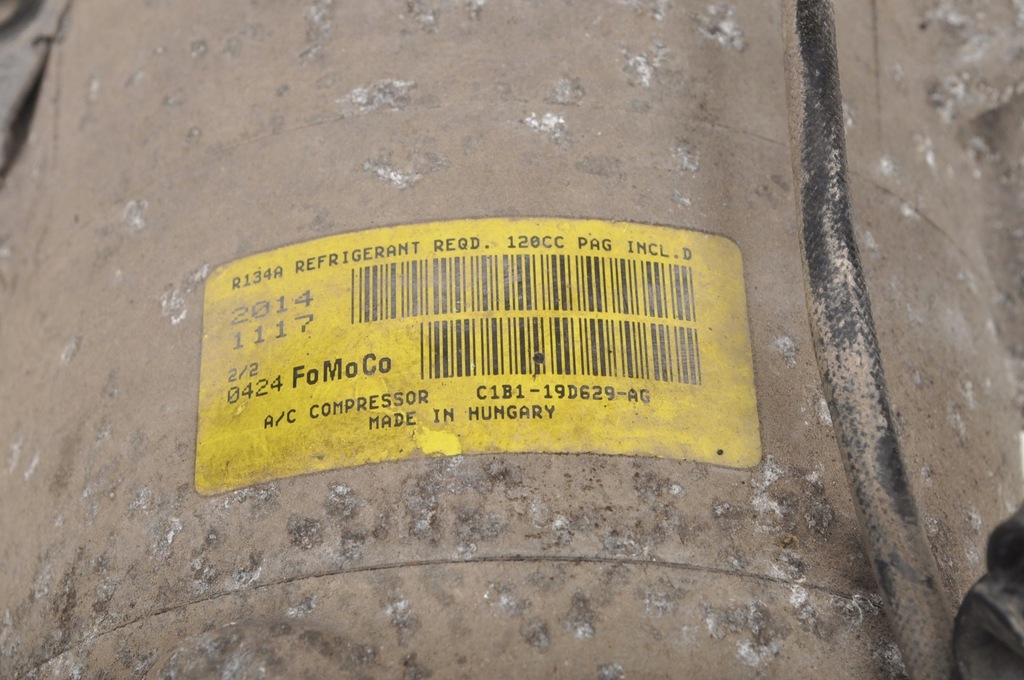 R134A REFRIGERANT REQD. 120CC PAG INCL.D
2014
1117
2/2
0424 FoMoCo
A/C COMPRESSOR C1B1-19D629-AG
MADE IN HUNGARY